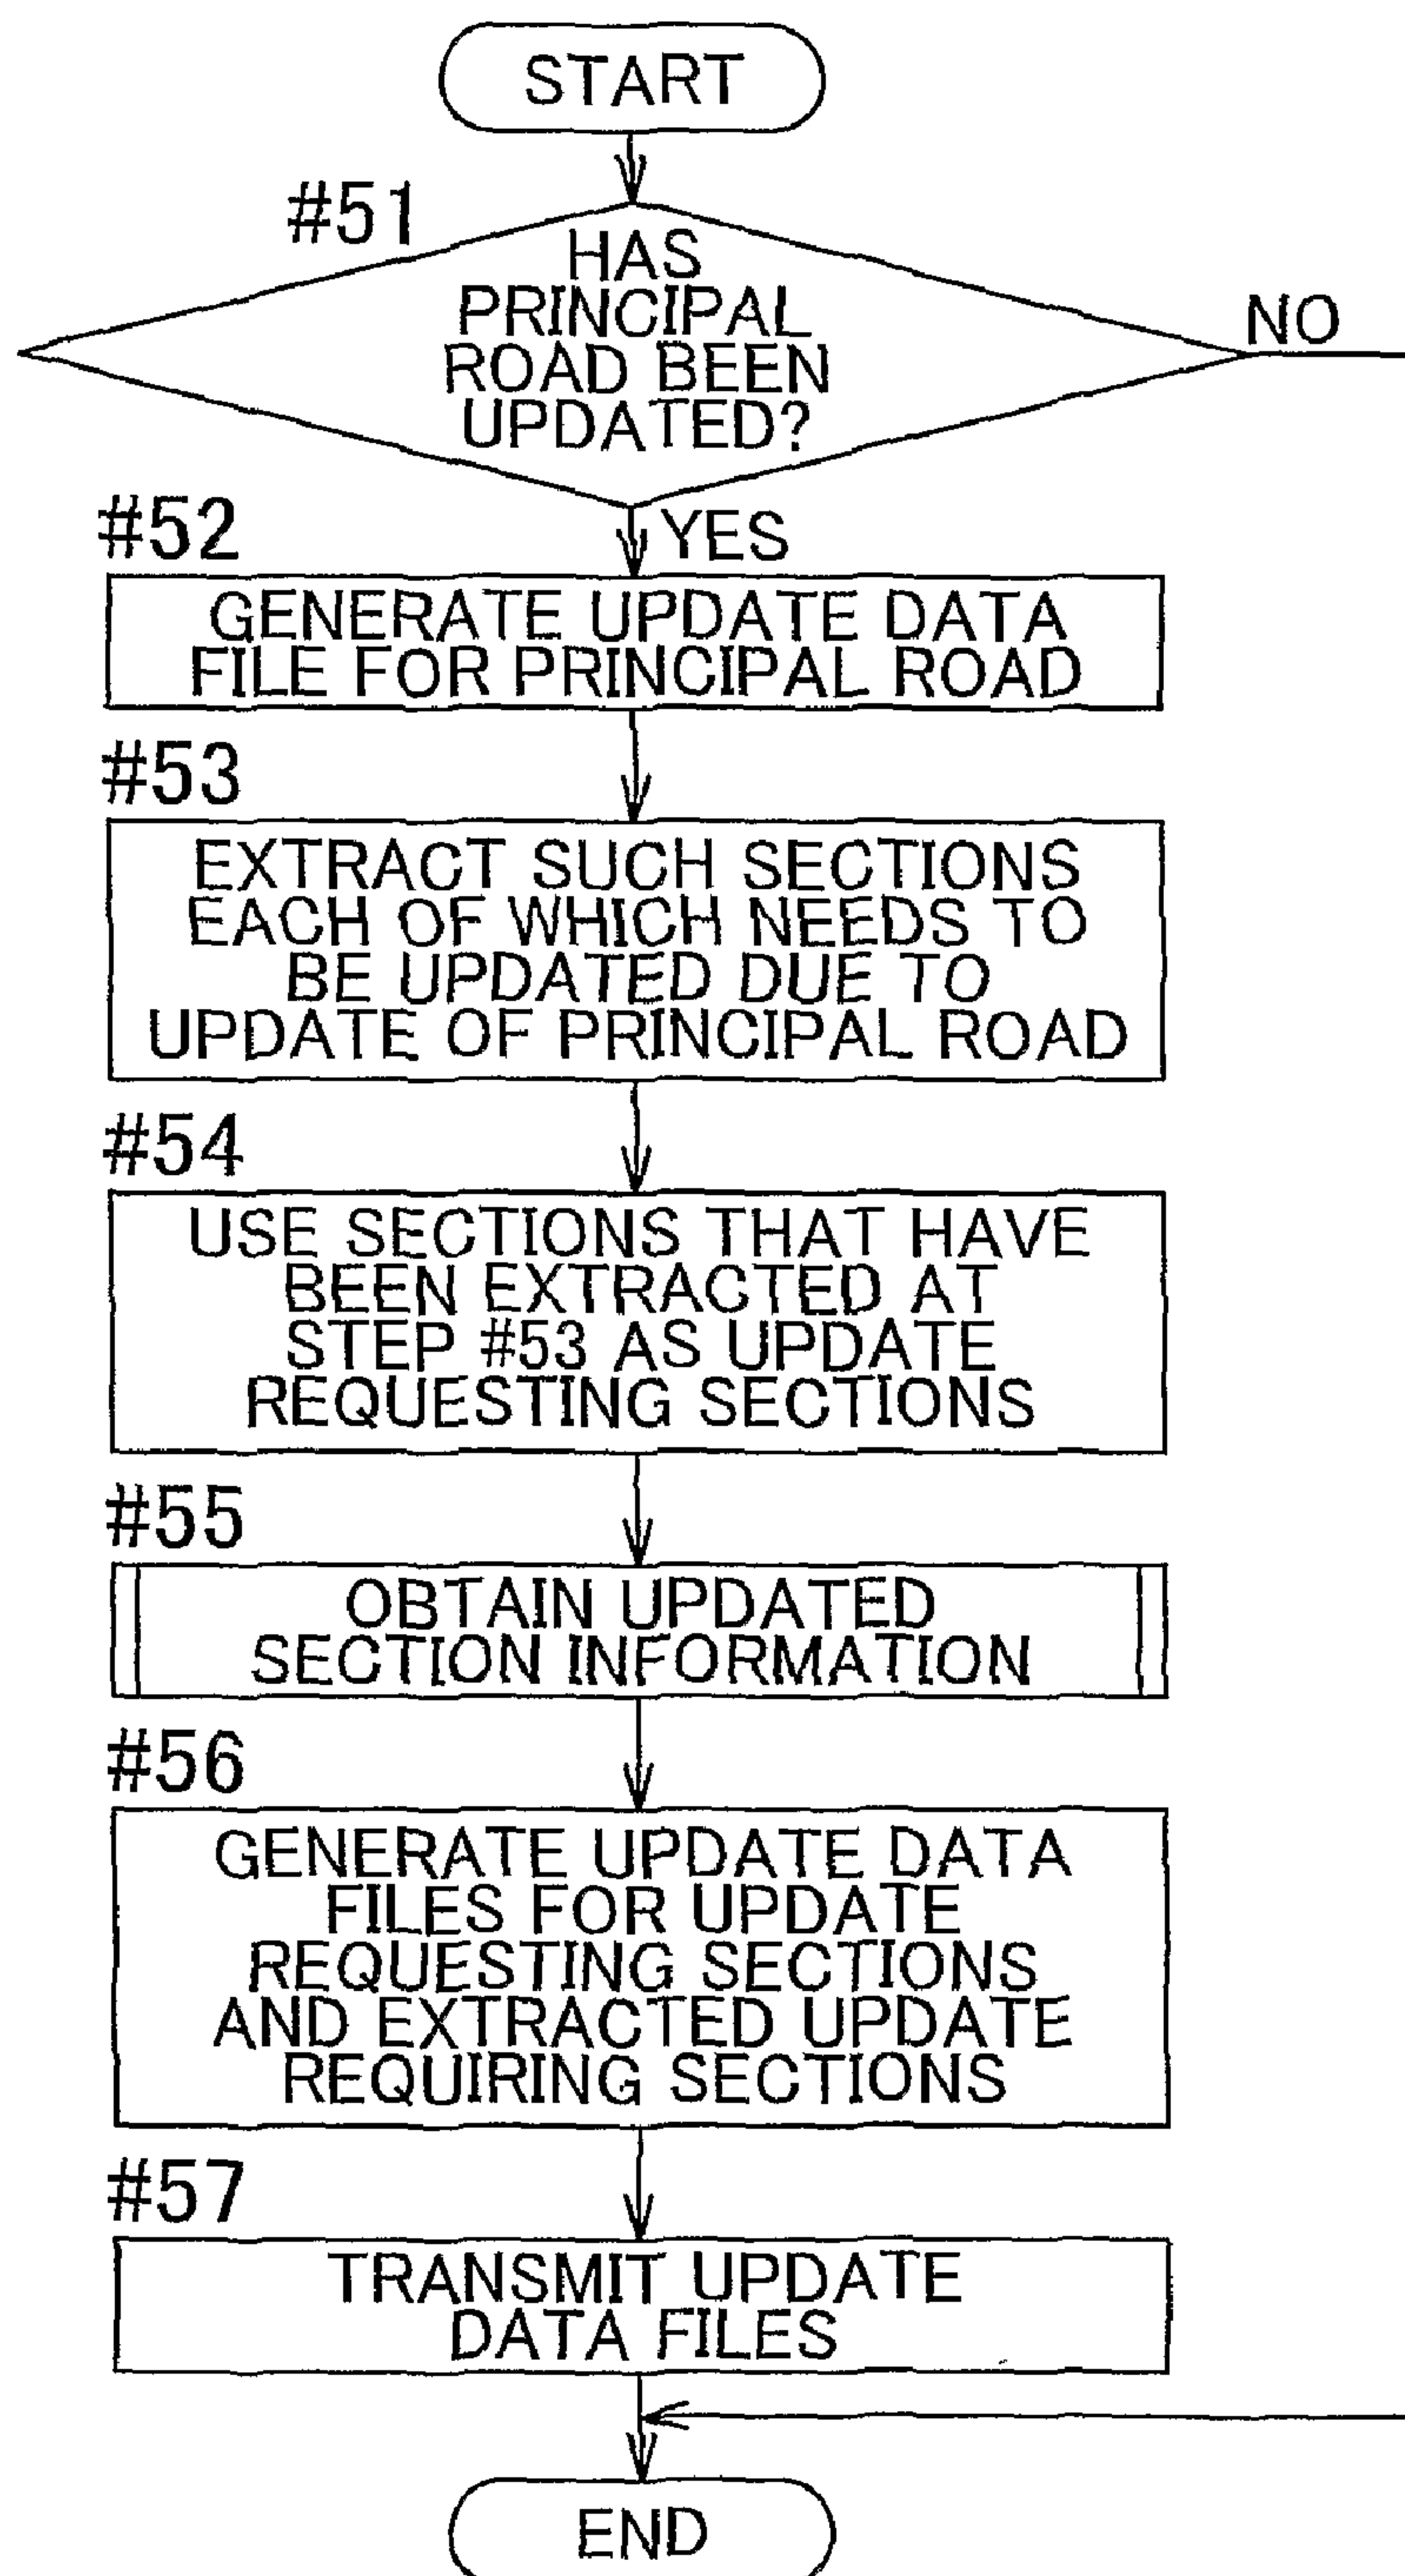 START
#51
HAS
PRINCIPAL
ROAD BEEN
UPDATED?
NO
YES
#52
GENERATE UPDATE DATA
FILE FOR PRINCIPAL ROAD
#53
EXTRACT SUCH SECTIONS
EACH OF WHICH NEEDS TO
BE UPDATED DUE TO
UPDATE OF PRINCIPAL ROAD
#54
USE SECTIONS THAT HAVE
BEEN EXTRACTED AT
STEP #53 AS UPDATE
REQUESTING SECTIONS
#55
OBTAIN UPDATED
SECTION INFORMATION
#56
GENERATE UPDATE DATA
FILES FOR UPDATE
REQUESTING SECTIONS
AND EXTRACTED UPDATE
REQUIRING SECTIONS
#57
TRANSMIT UPDATE
DATA FILES
END